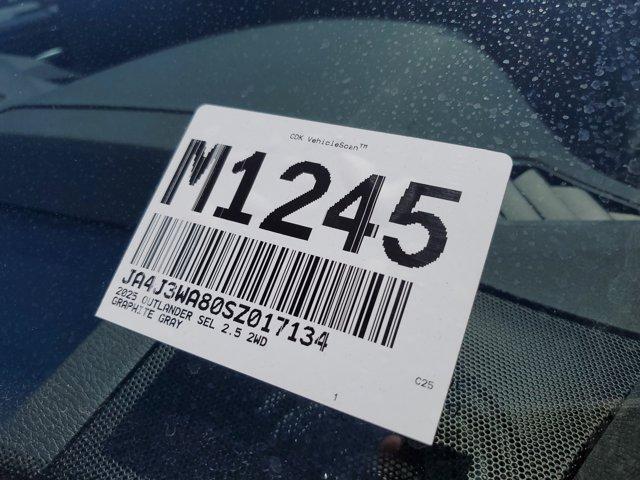 CDK VehicleScan™
M1245
JA4J3WA80SZ017134
2025 OUTLANDER SEL 2.5 2WD
GRAPHITE GRAY
C25
1